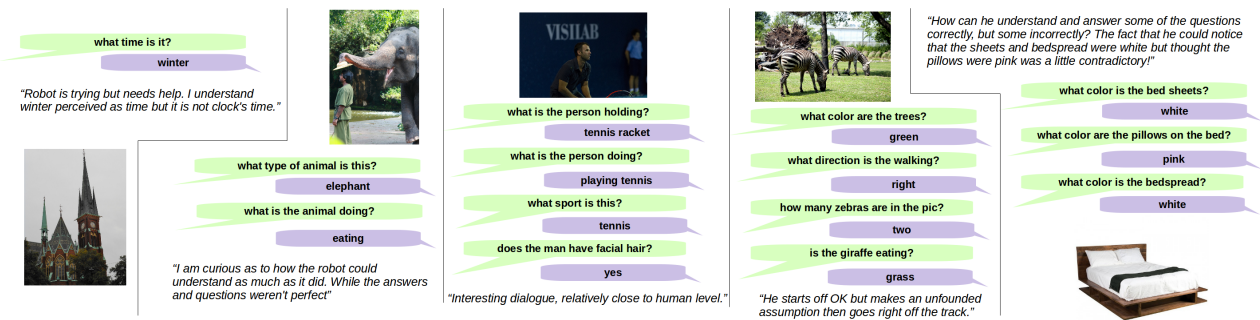 what time is it?
winter
“Robot is trying but needs help. I understand
winter perceived as time but it is not clock's time.”
what type of animal is this?
elephant
what is the animal doing?
eating
“I am curious as to how the robot could
understand as much as it did. While the answers
and questions weren't perfect”
VISILAB
what is the person holding?
tennis racket
what is the person doing?
playing tennis
what sport is this?
tennis
does the man have facial hair?
yes
“Interesting dialogue, relatively close to human level.”
what color are the trees?
green
what direction is the walking?
right
how many zebras are in the pic?
two
is the giraffe eating?
grass
“He starts off OK but makes an unfounded
assumption then goes right off the track.”
“How can he understand and answer some of the questions
correctly, but some incorrectly? The fact that he could notice
that the sheets and bedspread were white but thought the
pillows were pink was a little contradictory!”
what color is the bed sheets?
white
what color are the pillows on the bed?
pink
what color is the bedspread?
white